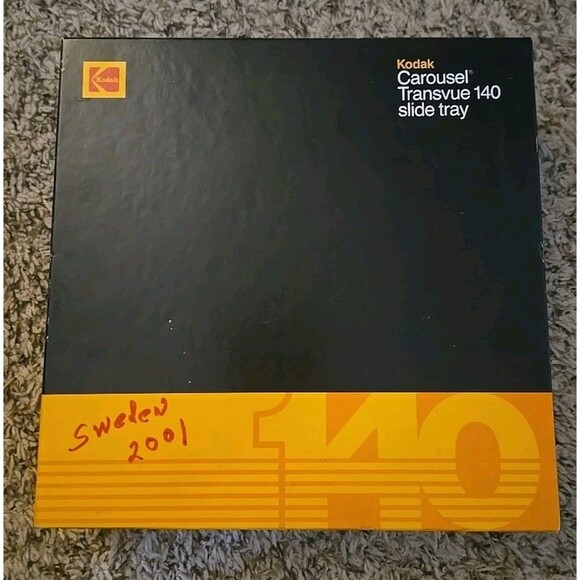 Kodak
Kodak
Carousel®
Transvue 140
slide tray
Sweden
2001
140